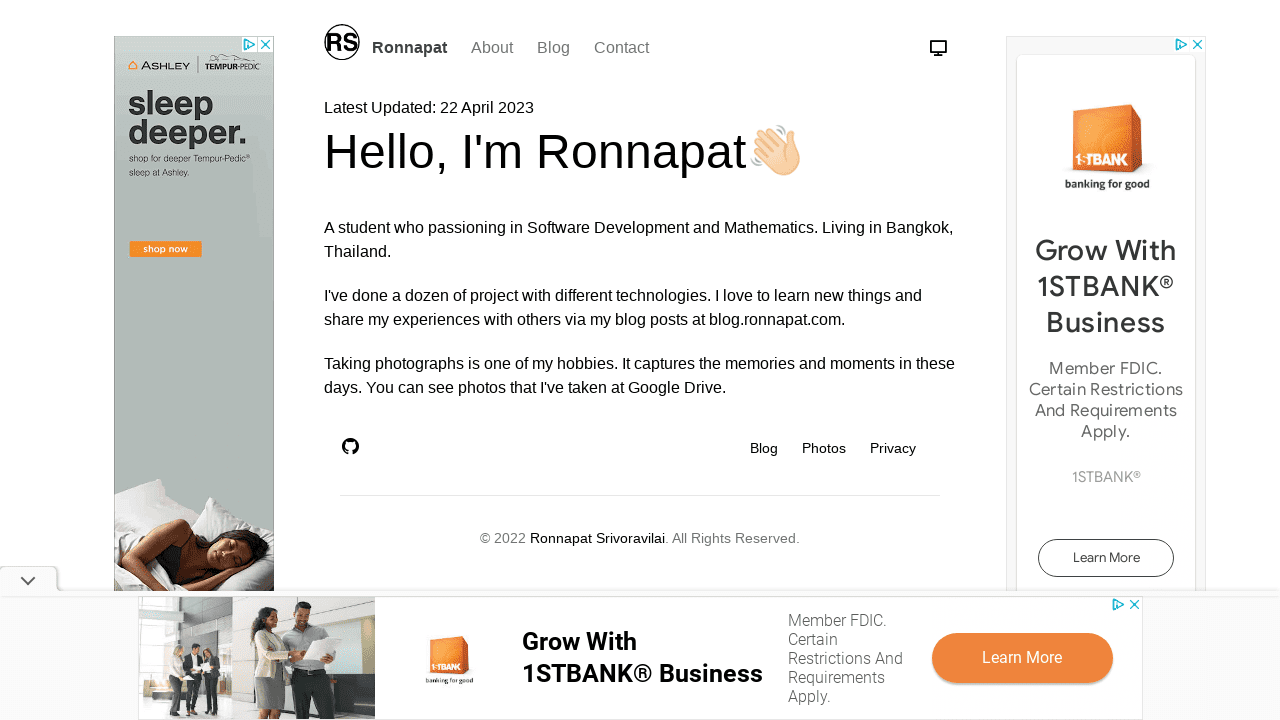 RS Ronnapat About Blog Contact
Latest Updated: 22 April 2023
Hello, I'm Ronnapat
A student who passioning in Software Development and Mathematics. Living in Bangkok,
Thailand.
I've done a dozen of project with different technologies. I love to learn new things and
share my experiences with others via my blog posts at blog.ronnapat.com.
Taking photographs is one of my hobbies. It captures the memories and moments in these
days. You can see photos that I've taken at Google Drive.
Blog Photos Privacy
© 2022 Ronnapat Srivoravilai. All Rights Reserved.
ASHLEY TEMPUR-PEDIC
sleep
deeper.
shop for deeper Tempur-Pedic®
sleep at Ashley.
shop now
1STBANK
banking for good
Grow With
1STBANK®
Business
Member FDIC.
Certain Restrictions
And Requirements
Apply.
1STBANK®
Learn More
1STBANK
banking for good
Grow With
1STBANK® Business
Member FDIC.
Certain
Restrictions And
Requirements
Apply.
Learn More